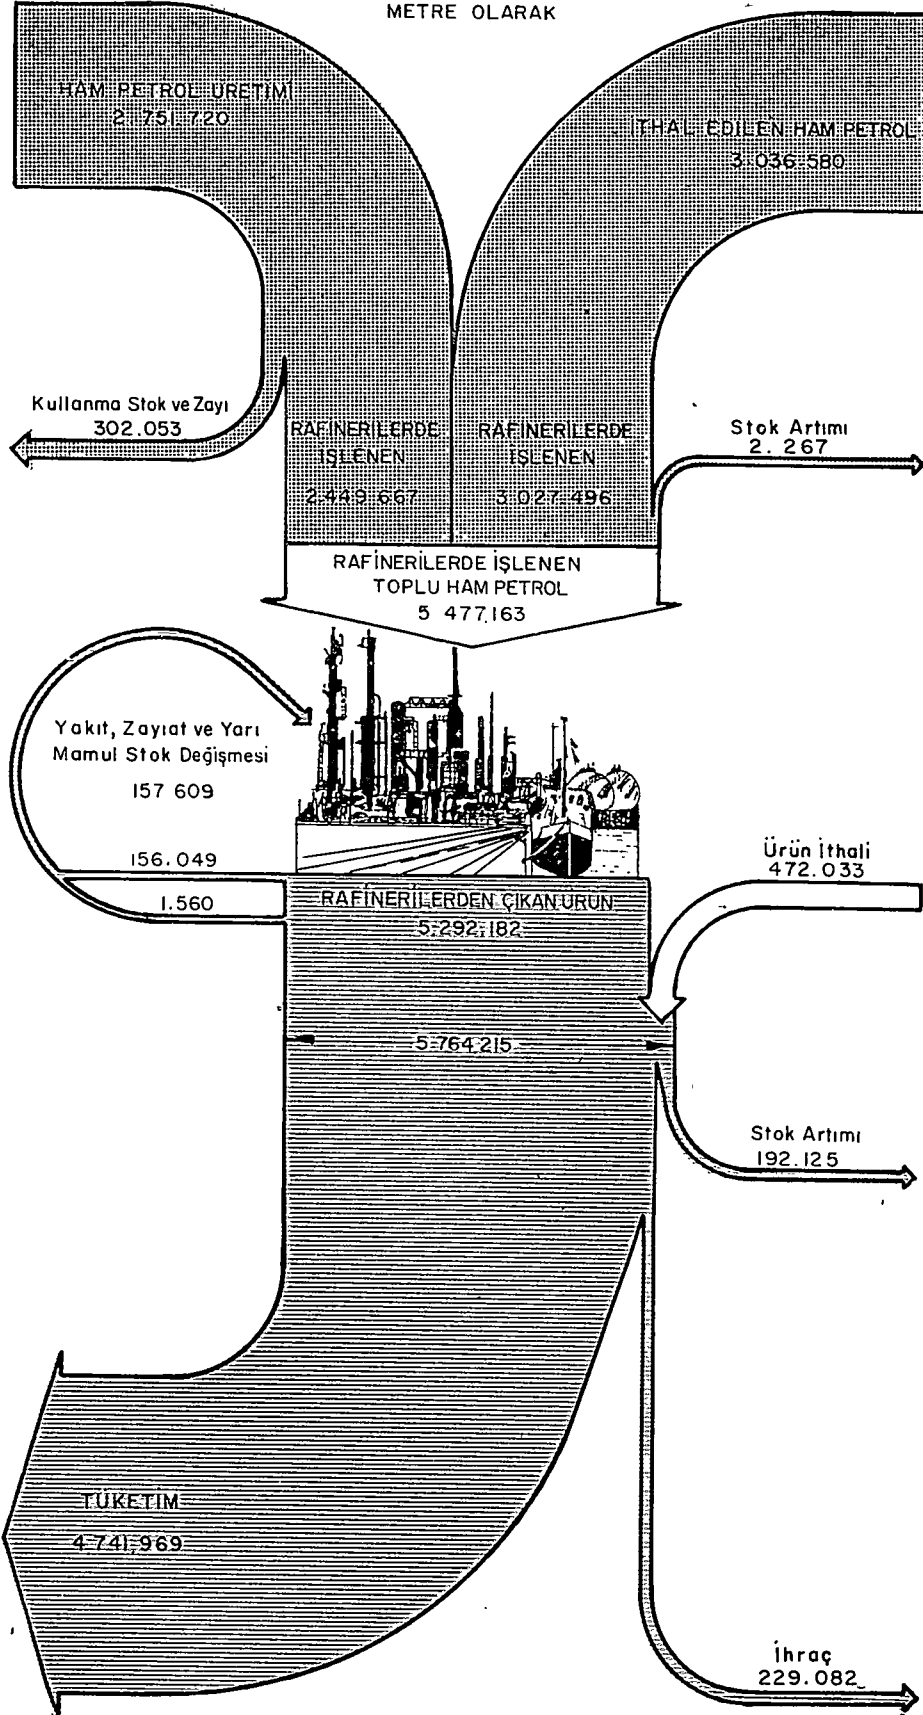 METRE OLARAK
HAM PETROL ÜRETİMİ
2.751.720
İTHAL EDİLEN HAM PETROL
3.036.580
Kullanma Stok ve Zayı
302.053
RAFİNERİLERDE
İŞLENEN
2.449.667
RAFİNERİLERDE
İŞLENEN
3.027.496
Stok Artımı
2.267
RAFİNERİLERDE İŞLENEN
TOPLU HAM PETROL
5 477.163
Yakıt, Zayiat ve Yarı
Mamul Stok Değişmesi
157 609
156.049
1.560
Ürün İthali
472.033
RAFİNERİLERDEN ÇIKAN ÜRÜN
5.292.182
5.764.215
Stok Artımı
192.125
TÜKETİM
4.741.969
İhraç
229.082